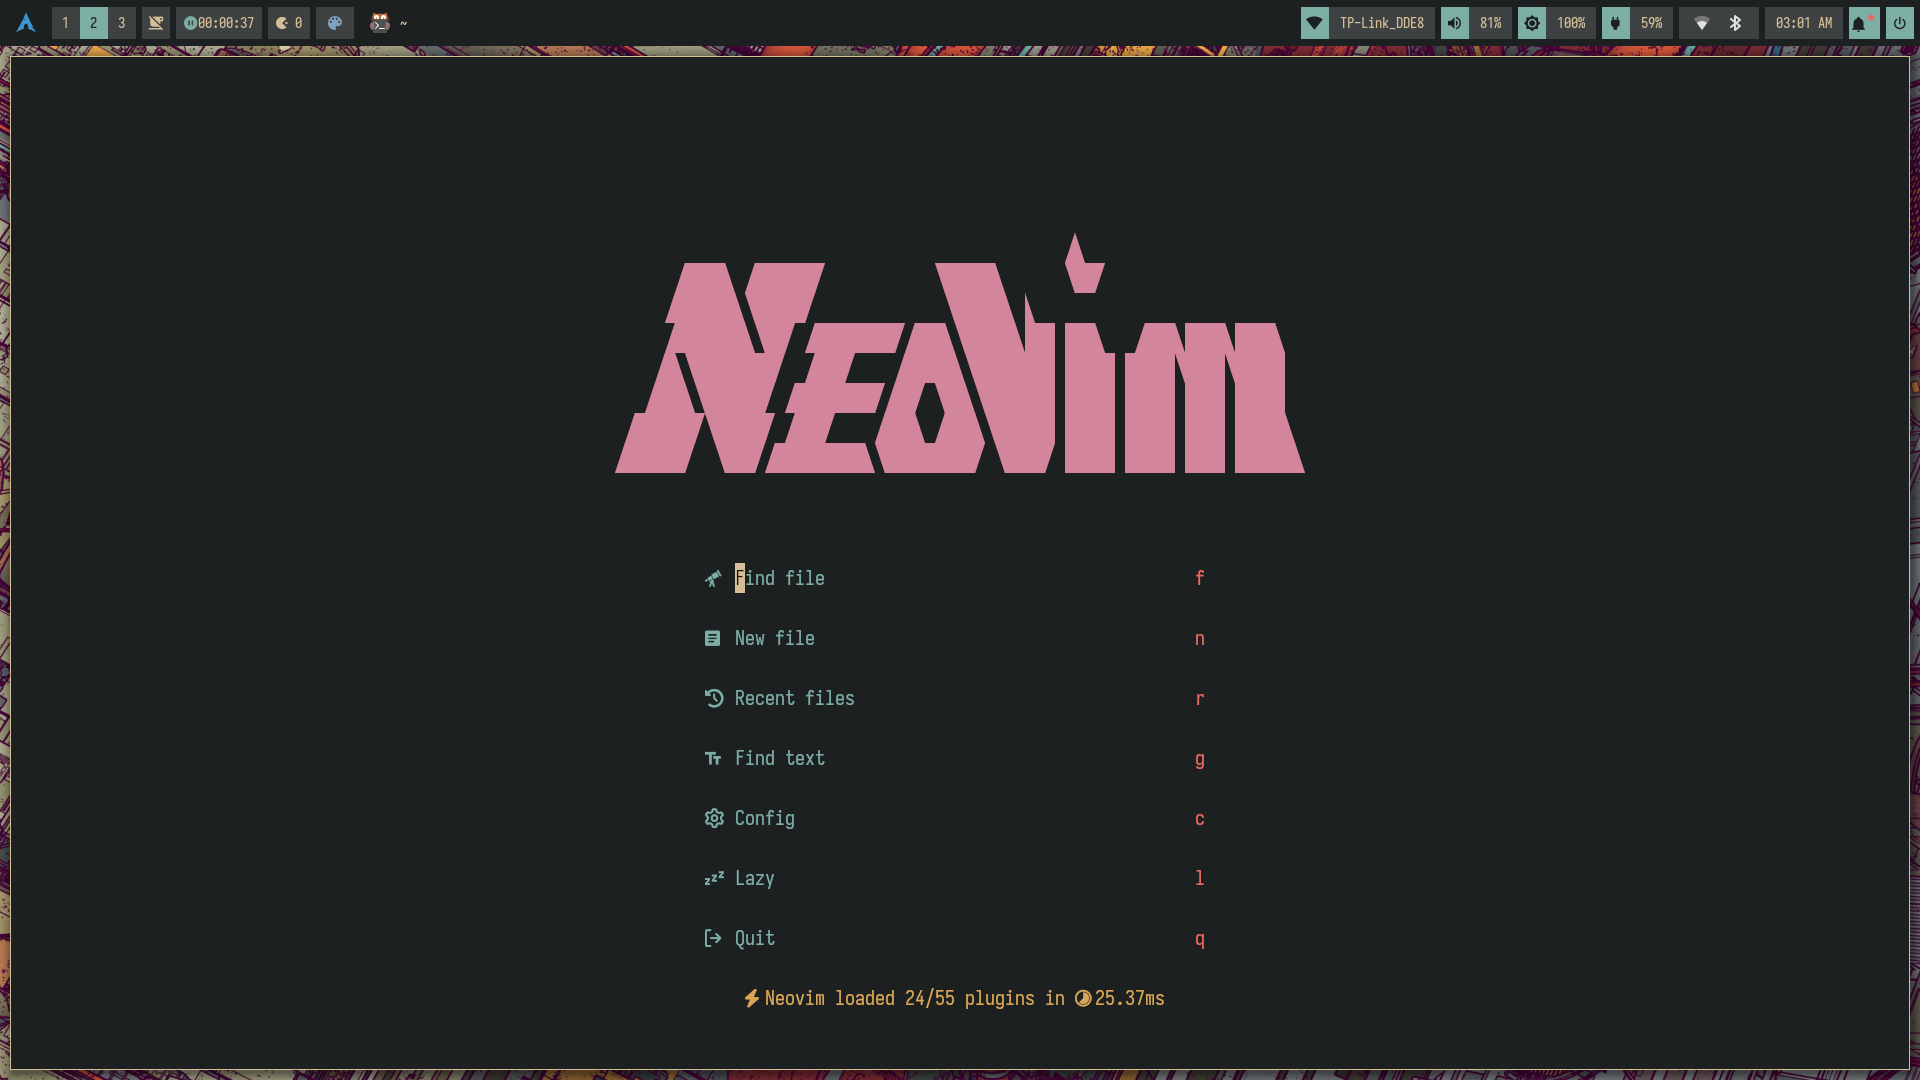 1 2 3 00:00:37 0 ~ TP-Link_DDE8 81% 100% 59% 03:01 AM
NEOVim
Find file f
New file n
Recent files r
Find text g
Config c
Lazy l
Quit q
Neovim loaded 24/55 plugins in 25.37ms